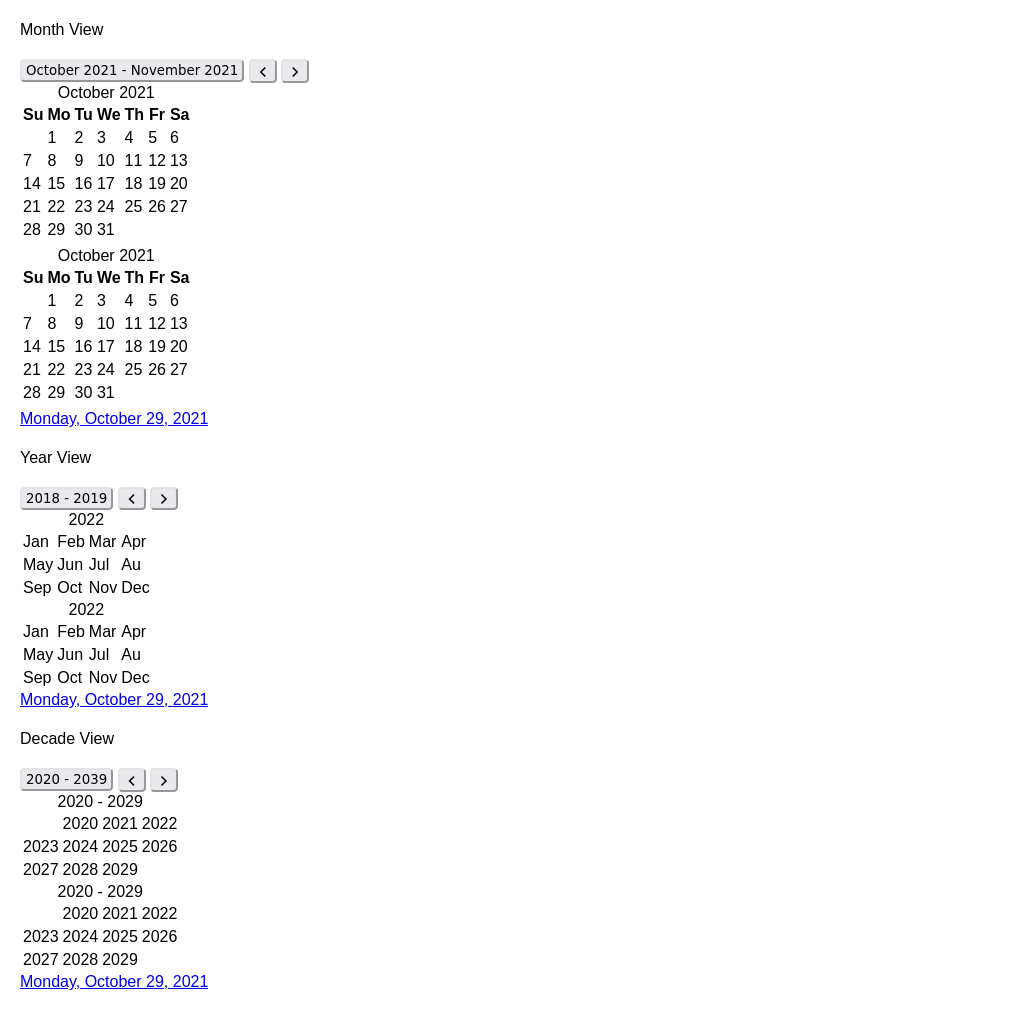 Month View
October 2021 - November 2021
October 2021
Su Mo Tu We Th Fr Sa
1 2 3 4 5 6
7 8 9 10 11 12 13
14 15 16 17 18 19 20
21 22 23 24 25 26 27
28 29 30 31
October 2021
Su Mo Tu We Th Fr Sa
1 2 3 4 5 6
7 8 9 10 11 12 13
14 15 16 17 18 19 20
21 22 23 24 25 26 27
28 29 30 31
Monday, October 29, 2021
Year View
2018 - 2019
2022
Jan Feb Mar Apr
May Jun Jul Au
Sep Oct Nov Dec
2022
Jan Feb Mar Apr
May Jun Jul Au
Sep Oct Nov Dec
Monday, October 29, 2021
Decade View
2020 - 2039
2020 - 2029
2020 2021 2022
2023 2024 2025 2026
2027 2028 2029
2020 - 2029
2020 2021 2022
2023 2024 2025 2026
2027 2028 2029
Monday, October 29, 2021